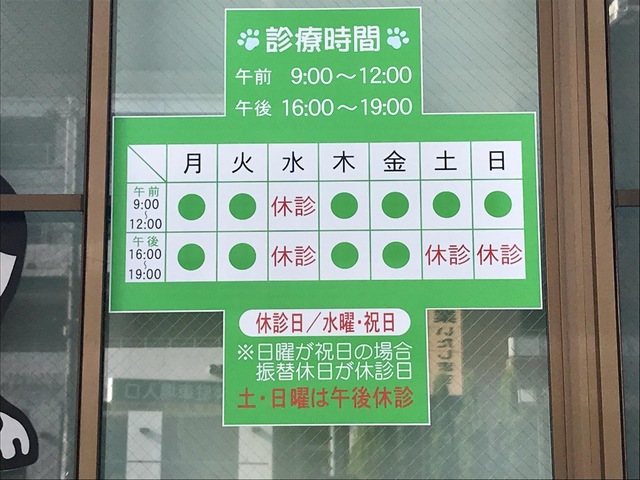 診療時間
午前 9:00〜12:00
午後 16:00〜19:00
月 火 水 木 金 土 日
午前 9:00〜12:00 ● ● 休診 ● ● ● ●
午後 16:00〜19:00 ● ● 休診 ● ● 休診 休診
休診日/水曜・祝日
※日曜が祝日の場合
振替休日が休診日
土・日曜は午後休診